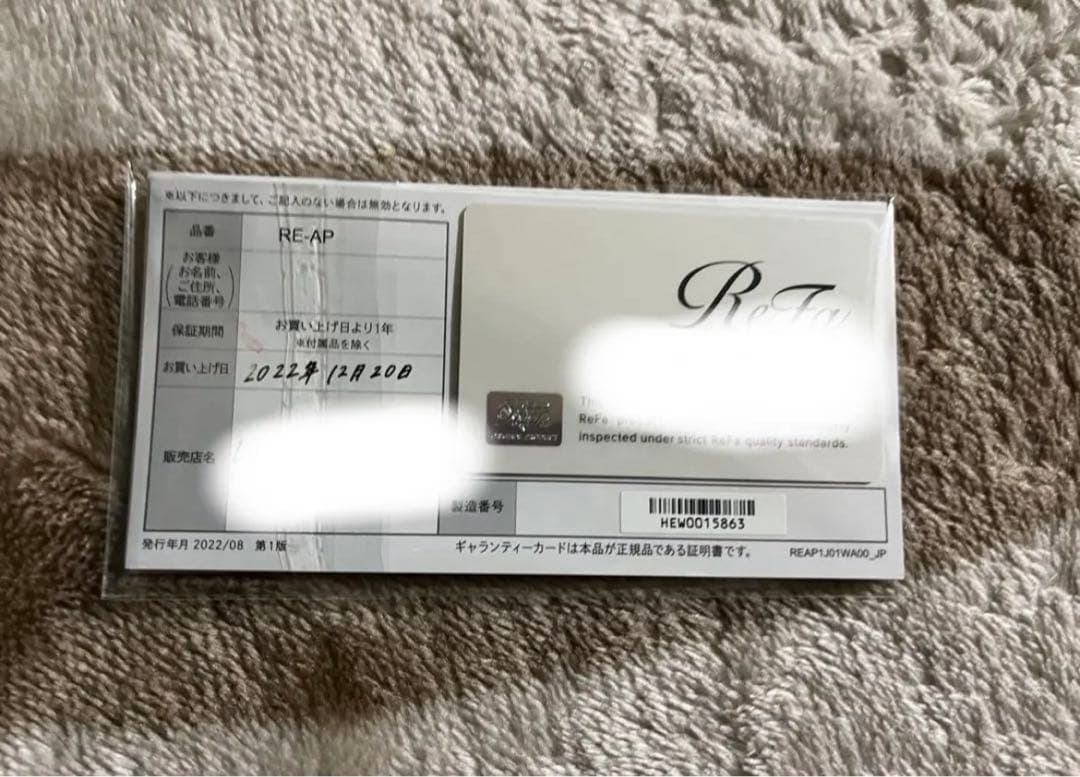 ※以下につきまして、ご記入のない場合は無効となります。
品番 RE-AP
お客様
お名前、
ご住所、
電話番号
保証期間 お買い上げ日より1年
※付属品を除く
お買い上げ日 2022年 12月 20日
販売店名
発行年月 2022/08 第1版
ReFa
ReFa
inspected under strict ReFa quality standards.
製造番号
HEW0015863
ギャランティーカードは本品が正規品である証明書です。
REAP1J01WA00_JP